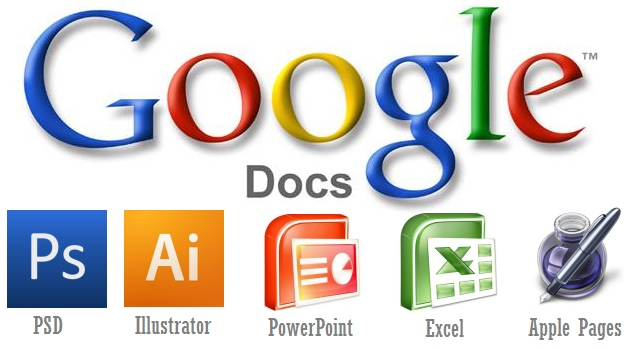 Google™
Docs
Ps Ai
PSD Illustrator PowerPoint Excel Apple Pages